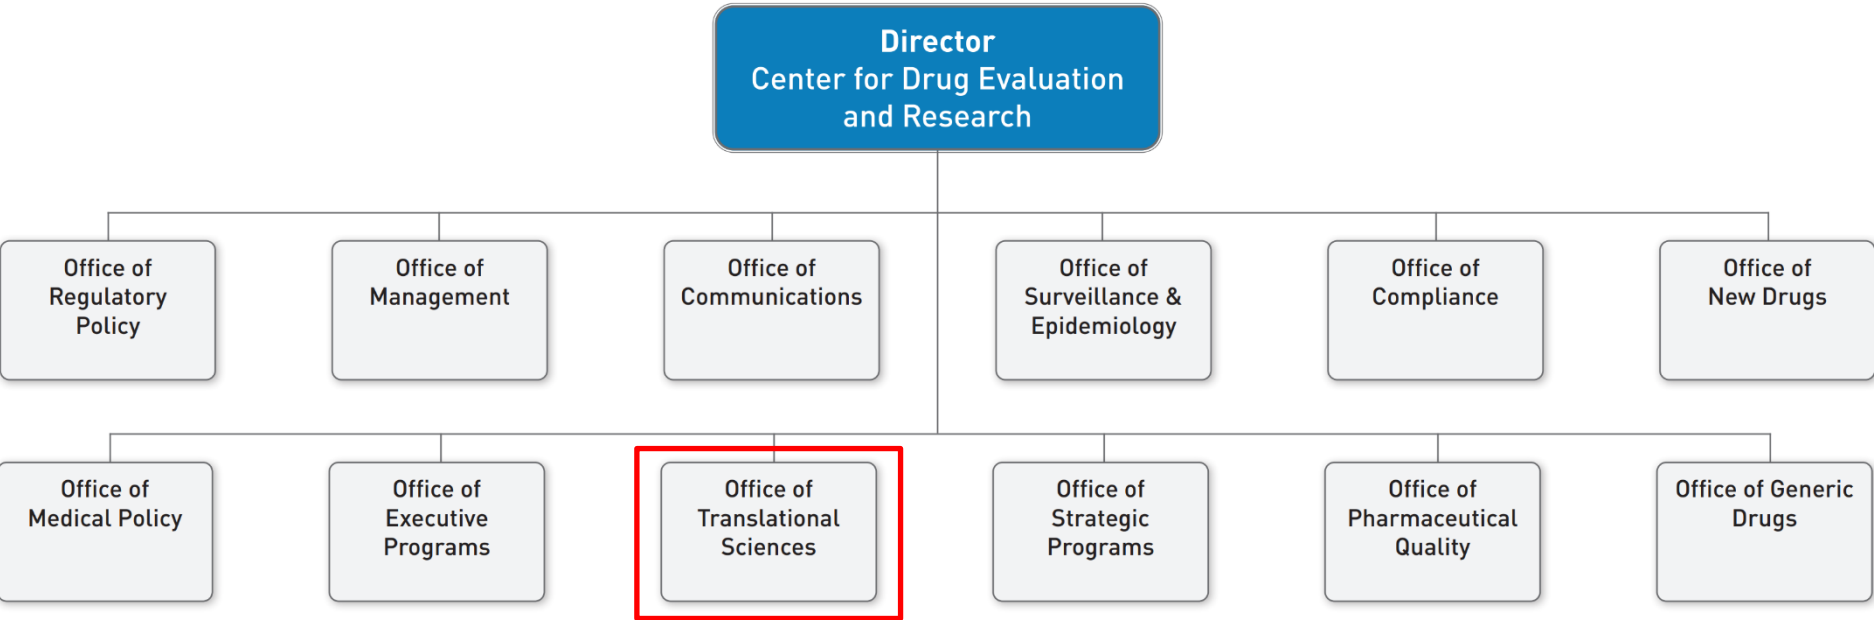 Director
Center for Drug Evaluation
and Research
Office of
Regulatory
Policy
Office of
Management
Office of
Communications
Office of
Surveillance &
Epidemiology
Office of
Compliance
Office of
New Drugs
Office of
Medical Policy
Office of
Executive
Programs
Office of
Translational
Sciences
Office of
Strategic
Programs
Office of
Pharmaceutical
Quality
Office of Generic
Drugs